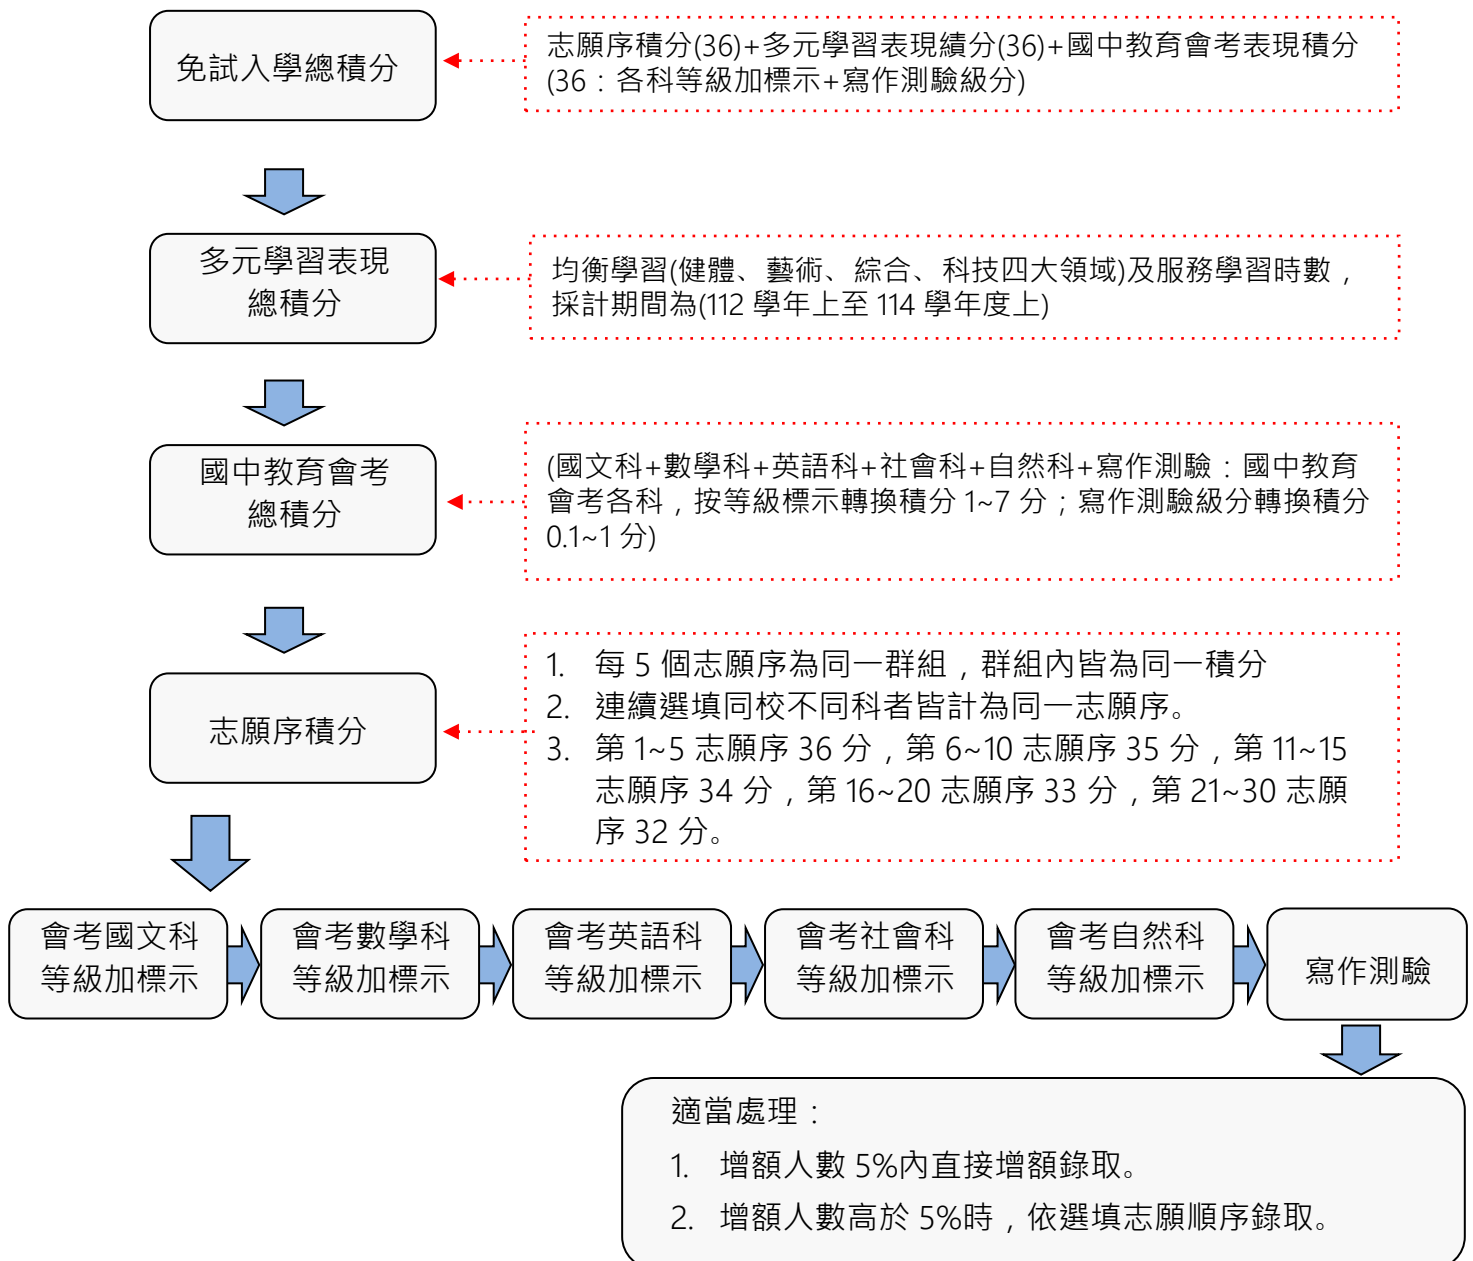 免試入學總積分
志願序積分(36)+多元學習表現績分(36)+國中教育會考表現積分
(36：各科等級加標示+寫作測驗級分)
多元學習表現
總積分
均衡學習(健體、藝術、綜合、科技四大領域)及服務學習時數，
採計期間為(112 學年上至 114 學年度上)
國中教育會考
總積分
(國文科+數學科+英語科+社會科+自然科+寫作測驗：國中教育
會考各科，按等級標示轉換積分 1~7 分；寫作測驗級分轉換積分
0.1~1 分)
志願序積分
1. 每 5 個志願序為同一群組，群組內皆為同一積分
2. 連續選填同校不同科者皆計為同一志願序。
3. 第 1~5 志願序 36 分，第 6~10 志願序 35 分，第 11~15
志願序 34 分，第 16~20 志願序 33 分，第 21~30 志願
序 32 分。
會考國文科
等級加標示
會考數學科
等級加標示
會考英語科
等級加標示
會考社會科
等級加標示
會考自然科
等級加標示
寫作測驗
適當處理：
1. 增額人數 5%內直接增額錄取。
2. 增額人數高於 5%時，依選填志願順序錄取。